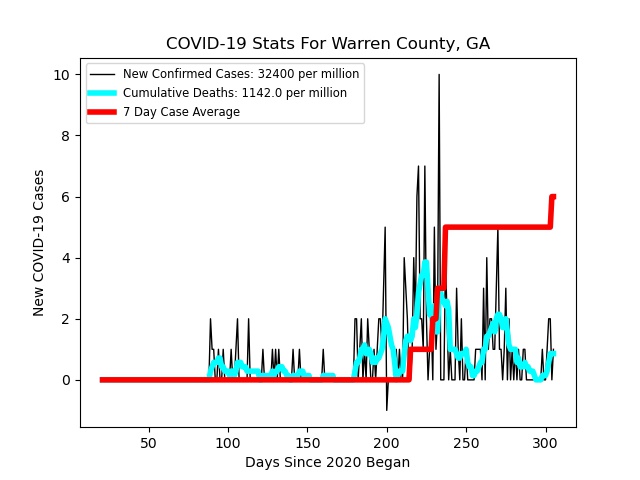 COVID-19 Stats For Warren County, GA
New Confirmed Cases: 32400 per million
Cumulative Deaths: 1142.0 per million
7 Day Case Average
New COVID-19 Cases
10
8
6
4
2
0
50 100 150 200 250 300
Days Since 2020 Began